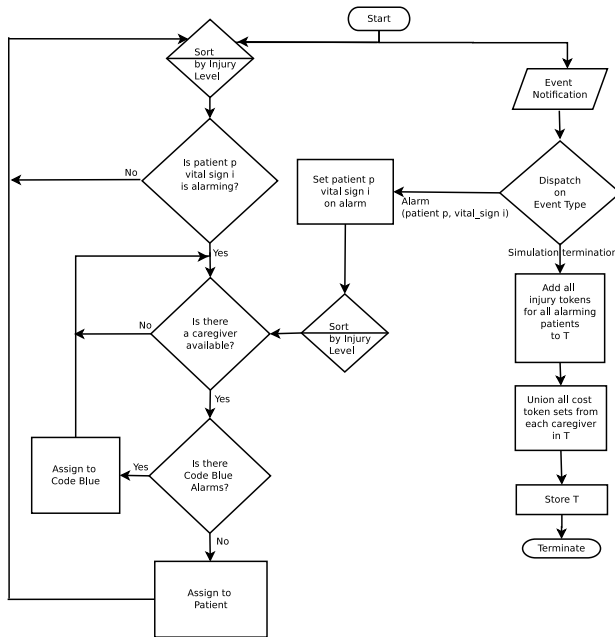 Start
Sort
by Injury
Level
Event
Notification
Is patient p
vital sign i
is alarming?
No
Set patient p
vital sign i
on alarm
Alarm
(patient p, vital_sign i)
Dispatch
on
Event Type
Yes
Simulation termination
Add all
injury tokens
for all alarming
patients
to T
Is there
a caregiver
available?
No
Sort
by Injury
Level
Yes
Union all cost
token sets from
each caregiver
in T
Assign to
Code Blue
Yes
Is there
Code Blue
Alarms?
Store T
No
Terminate
Assign to
Patient